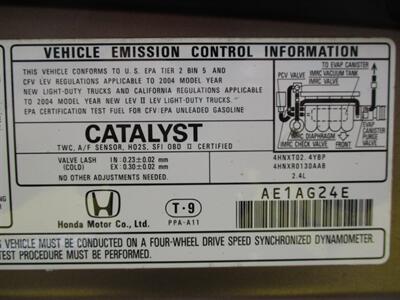 VEHICLE EMISSION CONTROL INFORMATION
THIS VEHICLE CONFORMS TO U.S. EPA TIER 2 BIN 5 AND
CFV LEV REGULATIONS APPLICABLE TO 2004 MODEL YEAR
NEW LIGHT-DUTY TRUCKS AND CALIFORNIA REGULATIONS APPLICABLE
TO 2004 MODEL YEAR NEW LEV II LEV LIGHT-DUTY TRUCKS.
EPA CERTIFICATION TEST FUEL FOR CFV:EPA UNLEADED GASOLINE
CATALYST
TWC, A/F SENSOR, HO2S, SFI OBD II CERTIFIED
VALVE LASH IN :0.23±0.02 mm
(COLD) EX :0.30±0.02 mm
NO OTHER ADJUSTMENTS NEEDED.
TO EVAP CANISTER
IMRC VACUUM TANK
PCV VALVE
IMRC VALVE
IMRC DIAPHRAGM
IMRC CHECK VALVE
FRONT
EVAP
CANISTER
PURGE
VALVE
4HNXT02.4YBP
4HNXR0130AAB
2.4L
Honda Motor Co., Ltd.
T·9
PPA-A11
AE1AG24E
MUST BE CONDUCTED ON A FOUR-WHEEL DRIVE SPEED SYNCHRONIZED DYNAMOMETER.
TEST PROCEDURE MUST BE FOLLOWED.